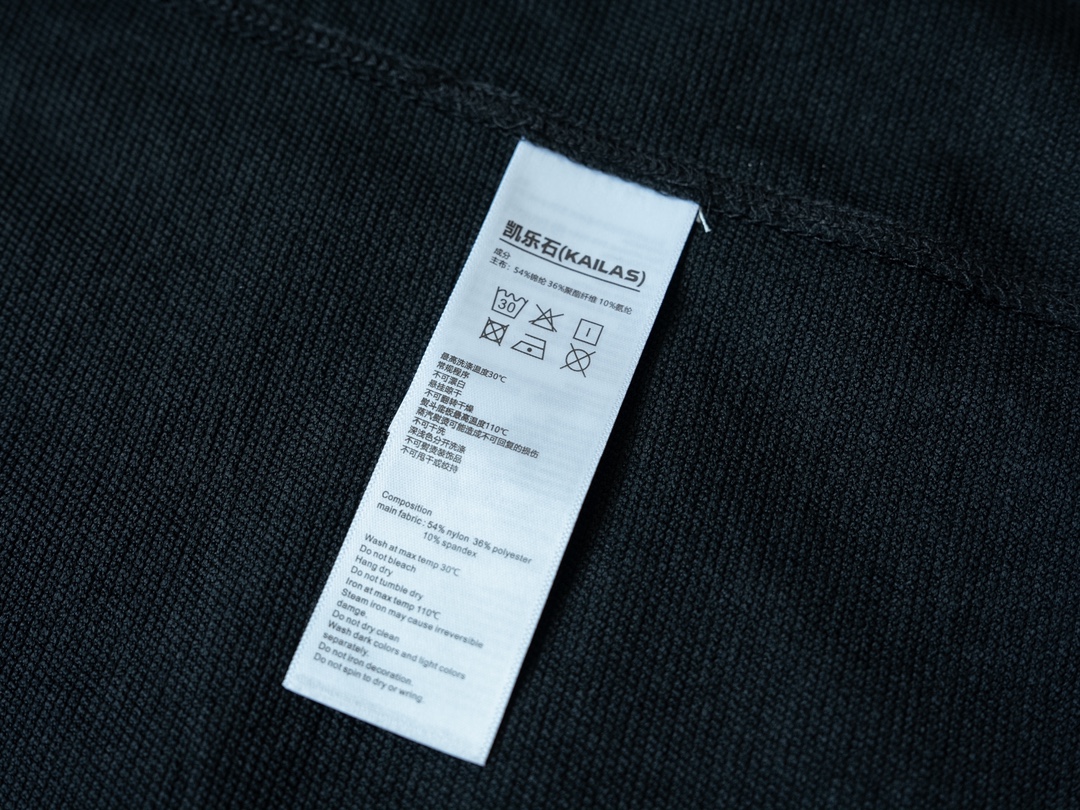 凯乐石(KAILAS)
成分
主布：54%锦纶 36%聚酯纤维 10%氨纶
30
最高洗涤温度30℃
常规程序
不可漂白
悬挂晾干
不可翻转干燥
熨斗底板最高温度110℃
蒸汽熨烫可能造成不可回复的损伤
不可干洗
深浅色分开洗涤
不可熨烫装饰品
不可甩干或绞拧
Composition
main fabric : 54% nylon 36% polyester
10% spandex
Wash at max temp 30℃
Do not bleach
Hang dry
Do not tumble dry
Iron at max temp 110℃
Steam iron may cause irreversible
damge.
Do not dry clean
Wash dark colors and light colors
separately.
Do not iron decoration.
Do not spin to dry or wring.